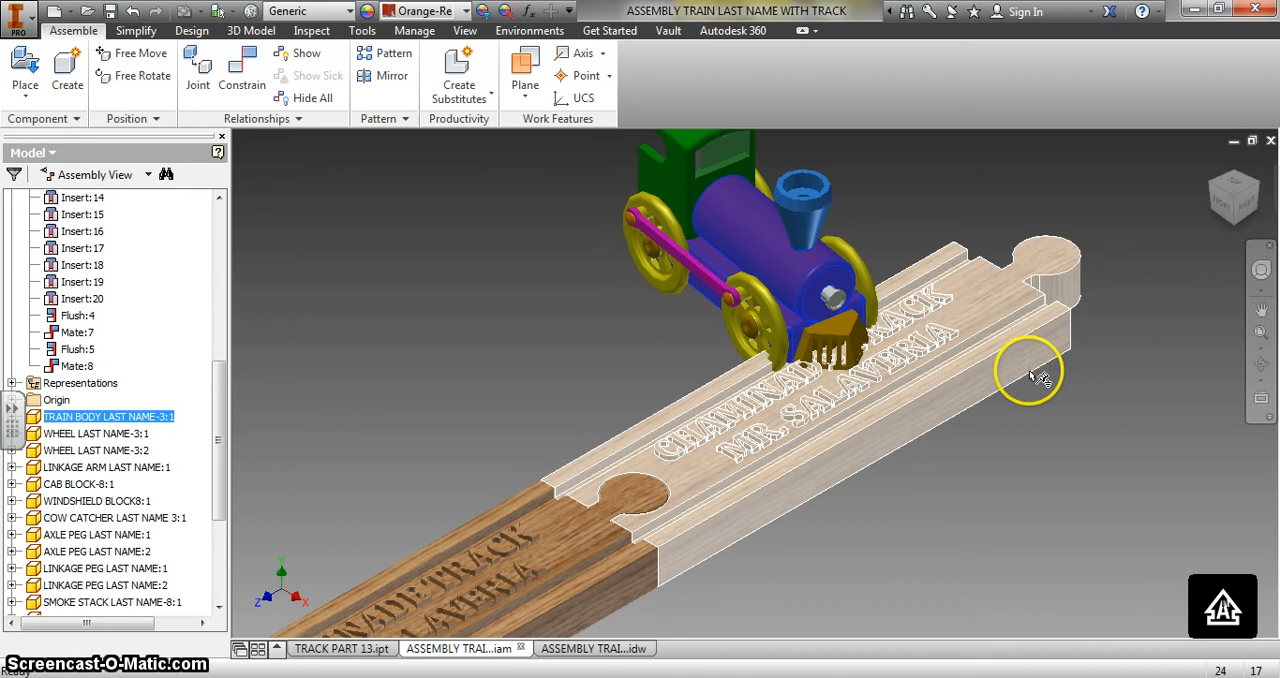 Generic
Orange-Re
ASSEMBLY TRAIN LAST NAME WITH TRACK
Sign In
PRO
Assemble Simplify Design 3D Model Inspect Tools Manage View Environments Get Started Vault Autodesk 360
Place
Create
Free Move
Free Rotate
Joint
Constrain
Show
Show Sick
Hide All
Pattern
Mirror
Create
Substitutes
Plane
Axis
Point
UCS
Component
Position
Relationships
Pattern
Productivity
Work Features
Model
Assembly View
Insert:14
Insert:15
Insert:16
Insert:17
Insert:18
Insert:19
Insert:20
Flush:4
Mate:7
Flush:5
Mate:8
Representations
Origin
TRAIN BODY LAST NAME-3:1
WHEEL LAST NAME-3:1
WHEEL LAST NAME-3:2
LINKAGE ARM LAST NAME:1
CAB BLOCK-8:1
WINDSHIELD BLOCK8:1
COW CATCHER LAST NAME 3:1
AXLE PEG LAST NAME:1
AXLE PEG LAST NAME:2
LINKAGE PEG LAST NAME:1
LINKAGE PEG LAST NAME:2
SMOKE STACK LAST NAME-8:1
TOP
FRONT
RIGHT
MR. SALAVERIA
WADE TRACK
LAVERIA
Y
Z
X
TRACK PART 13.ipt
ASSEMBLY TRAI...iam
ASSEMBLY TRAI...idw
Ready
24
17
Screencast-O-Matic.com